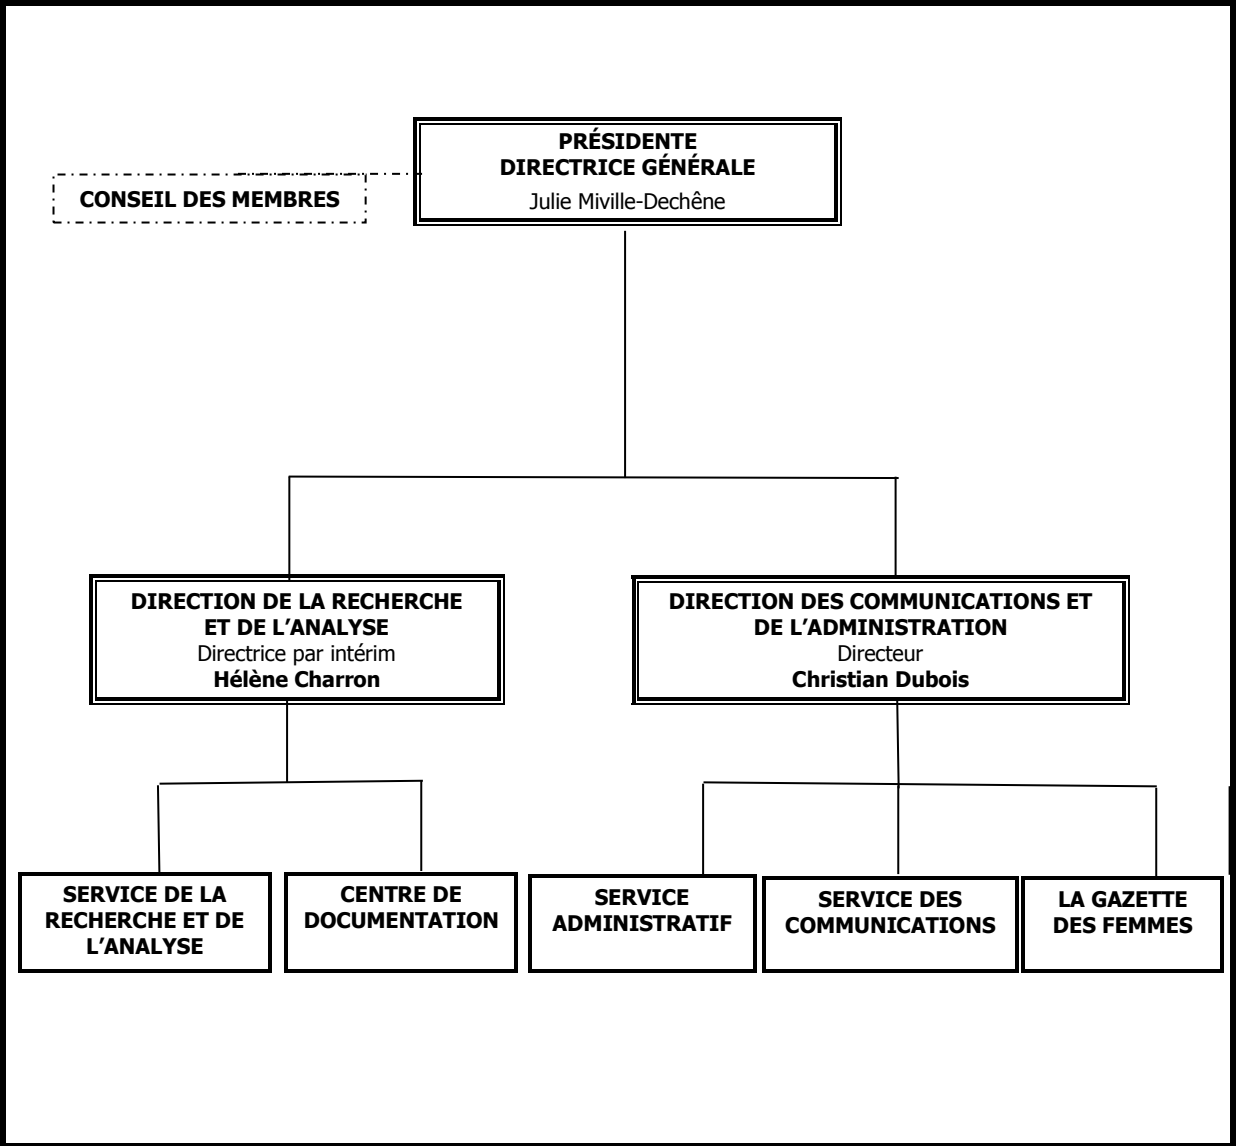 PRÉSIDENTE
DIRECTRICE GÉNÉRALE
Julie Miville-Dechêne
CONSEIL DES MEMBRES
DIRECTION DE LA RECHERCHE
ET DE L’ANALYSE
Directrice par intérim
Hélène Charron
DIRECTION DES COMMUNICATIONS ET
DE L’ADMINISTRATION
Directeur
Christian Dubois
SERVICE DE LA
RECHERCHE ET DE
L’ANALYSE
CENTRE DE
DOCUMENTATION
SERVICE
ADMINISTRATIF
SERVICE DES
COMMUNICATIONS
LA GAZETTE
DES FEMMES